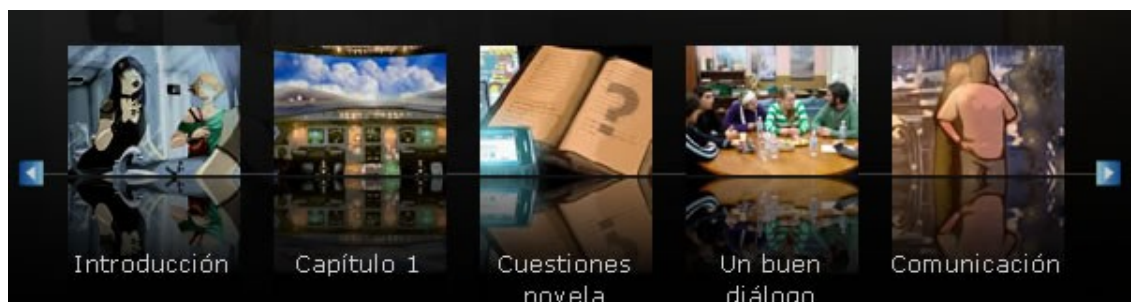 Introducción
Capítulo 1
Cuestiones
novela
Un buen
diálogo
Comunicación